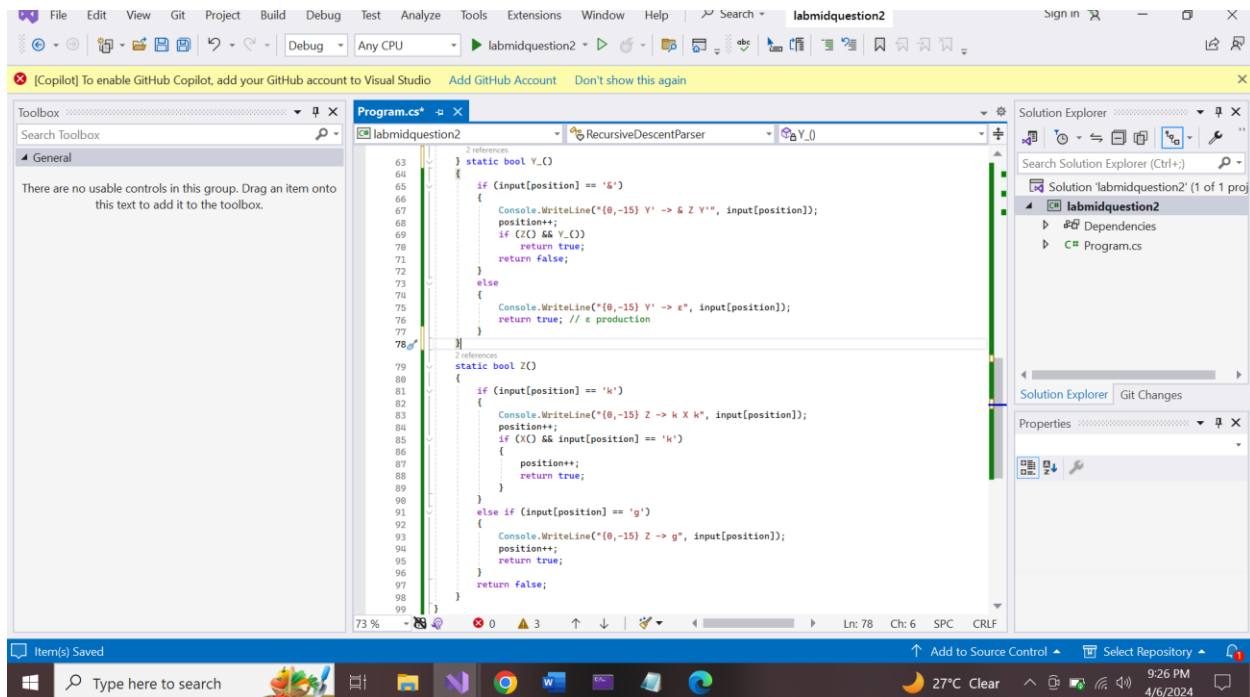 File Edit View Git Project Build Debug Test Analyze Tools Extensions Window Help Search labmidquestion2 Sign in
Debug Any CPU labmidquestion2
[Copilot] To enable GitHub Copilot, add your GitHub account to Visual Studio Add GitHub Account Don't show this again
Toolbox
Search Toolbox
General
There are no usable controls in this group. Drag an item onto
this text to add it to the toolbox.
Program.cs*
labmidquestion2 RecursiveDescentParser Y_()
2 references
63 } static bool Y_()
64 {
65 if (input[position] == '&')
66 {
67 Console.WriteLine("{0,-15} Y' -> & Z Y'", input[position]);
68 position++;
69 if (Z() && Y_())
70 return true;
71 return false;
72 }
73 else
74 {
75 Console.WriteLine("{0,-15} Y' -> ε", input[position]);
76 return true; // ε production
77 }
78 }
2 references
79 static bool Z()
80 {
81 if (input[position] == 'k')
82 {
83 Console.WriteLine("{0,-15} Z -> k X k", input[position]);
84 position++;
85 if (X() && input[position] == 'k')
86 {
87 position++;
88 return true;
89 }
90 }
91 else if (input[position] == 'g')
92 {
93 Console.WriteLine("{0,-15} Z -> g", input[position]);
94 position++;
95 return true;
96 }
97 return false;
98 }
99 }
73 % 0 3 Ln: 78 Ch: 6 SPC CRLF
Solution Explorer
Search Solution Explorer (Ctrl+;)
Solution 'labmidquestion2' (1 of 1 proj
labmidquestion2
Dependencies
C# Program.cs
Solution Explorer Git Changes
Properties
Item(s) Saved Add to Source Control Select Repository 1
Type here to search 27°C Clear 9:26 PM
4/6/2024